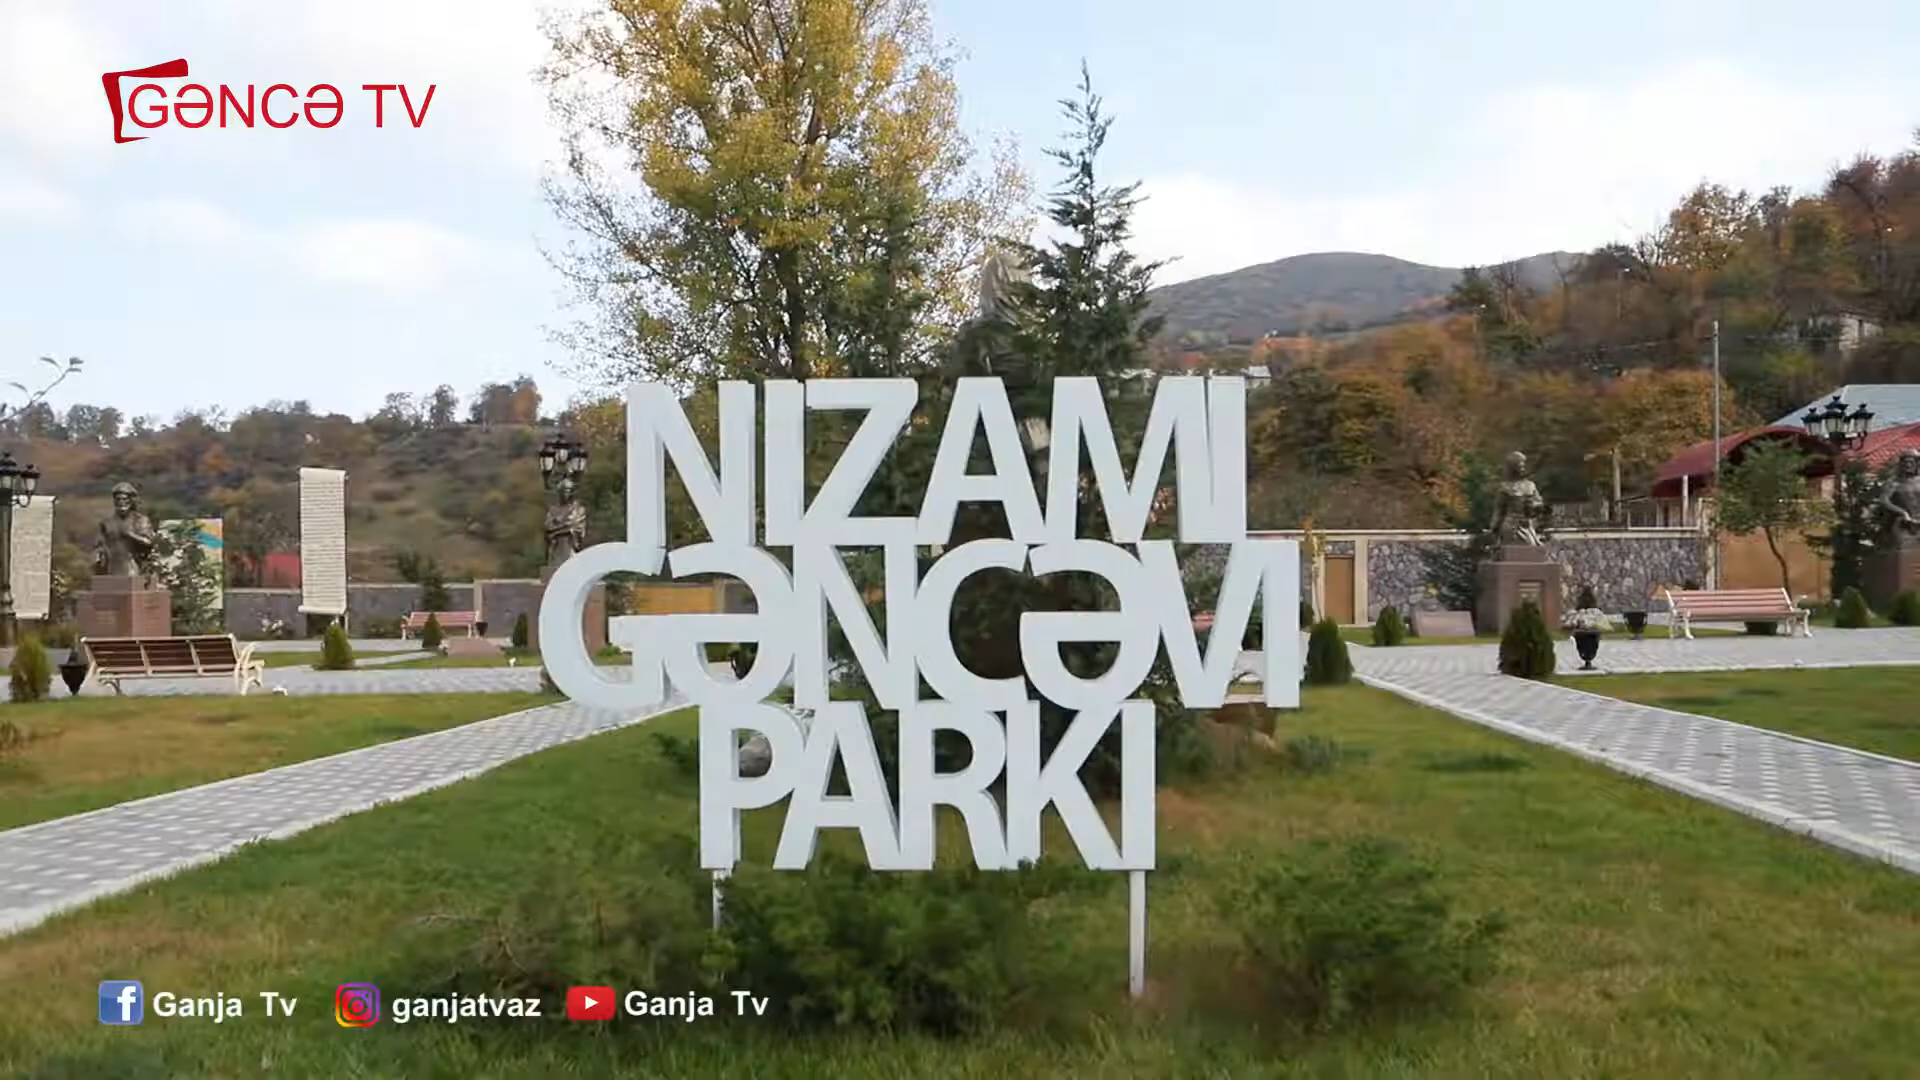 GƏNCƏ TV
NIZAMI
GƏNCƏVI
PARKI
Ganja Tv
ganjatvaz
Ganja Tv